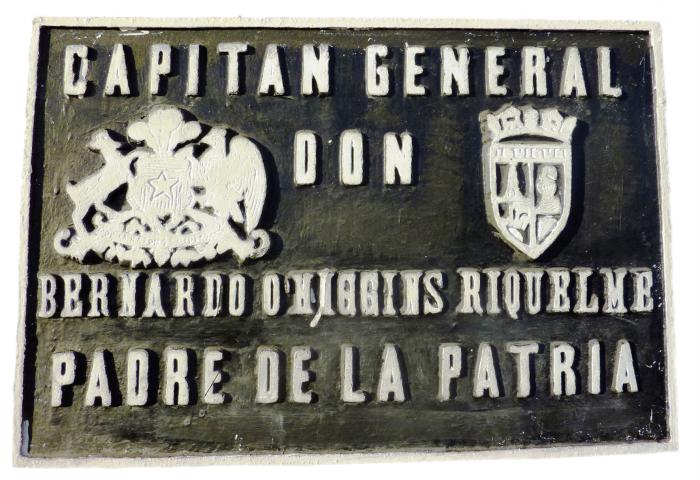 CAPITAN GENERAL
DON
BERNARDO O'HIGGINS RIQUELME
PADRE DE LA PATRIA